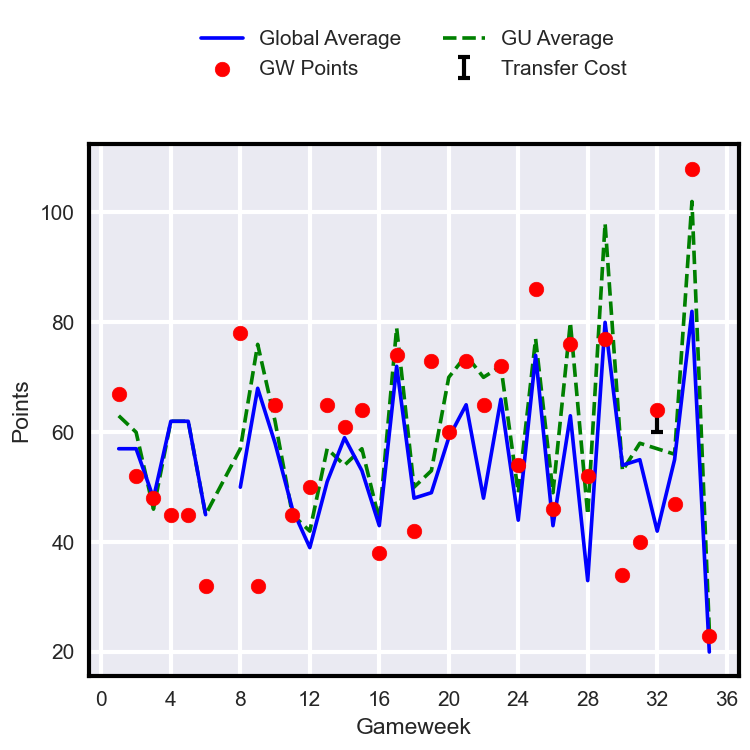 Global Average GU Average
GW Points Transfer Cost
100
80
60
40
20
Points
0 4 8 12 16 20 24 28 32 36
Gameweek